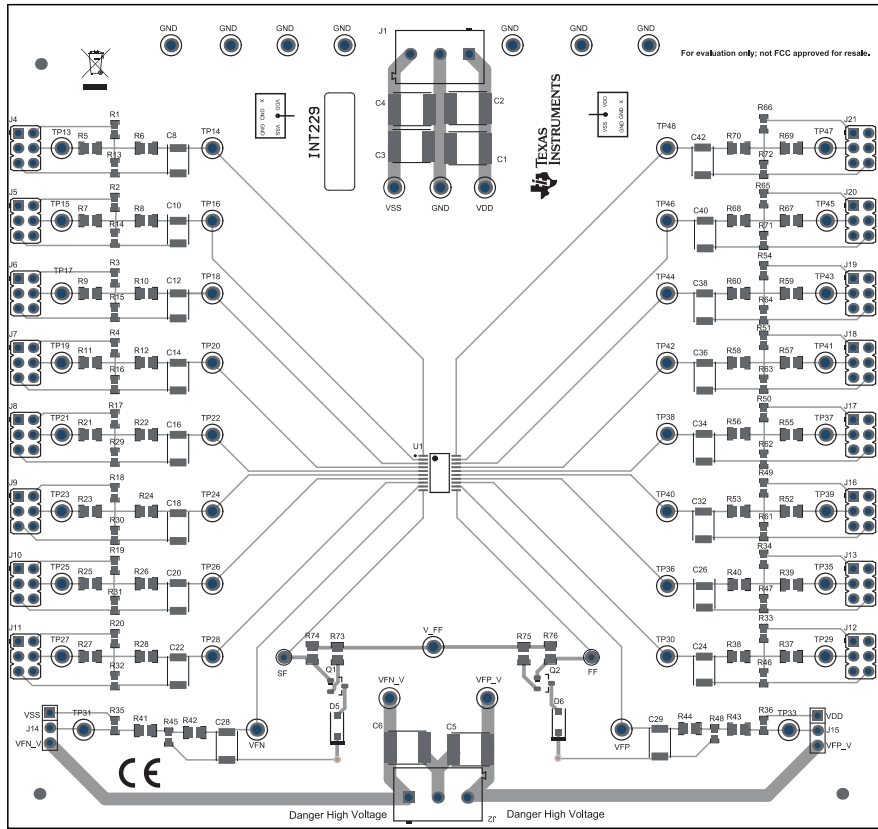 GND GND GND GND J1 GND GND GND
For evaluation only; not FCC approved for resale.
X
VDD
GND GND
VSS
INT229
C4 C2
C3 C1
VSS GND VDD
TEXAS
INSTRUMENTS
VSS VDD
GND GND X
J4 TP13 R1 R5 R6 C8 TP14 R13
J5 TP15 R2 R7 R8 C10 TP16 R14
J6 TP17 R3 R9 R10 C12 TP18 R15
J7 TP19 R4 R11 R12 C14 TP20 R16
J8 TP21 R17 R21 R22 C16 TP22 R29
J9 TP23 R18 R23 R24 C18 TP24 R30
J10 TP25 R19 R25 R26 C20 TP26 R31
J11 TP27 R20 R27 R28 C22 TP28 R32
U1
TP48 C42 R70 R66 R69 TP47 J21 R72
TP46 C40 R68 R65 R67 TP45 J20 R71
TP44 C38 R60 R54 R59 TP43 J19 R64
TP42 C36 R58 R51 R57 TP41 J18 R63
TP38 C34 R56 R50 R55 TP37 J17 R62
TP40 C32 R53 R49 R52 TP39 J16 R61
TP36 C26 R40 R34 R39 TP35 J13 R47
TP30 C24 R38 R33 R37 TP29 J12 R46
R74 R73 V_FF R75 R76
SF Q1 Q2 FF
VFN_V VFP_V
D5 D6
VSS TP31 R35 R41 R45 R42 C28 VFN
J14
VFN_V
C6 C5
VFP C29 R44 R48 R43 R36 TP33 VDD
J15
VFP_V
CE
J2
Danger High Voltage Danger High Voltage